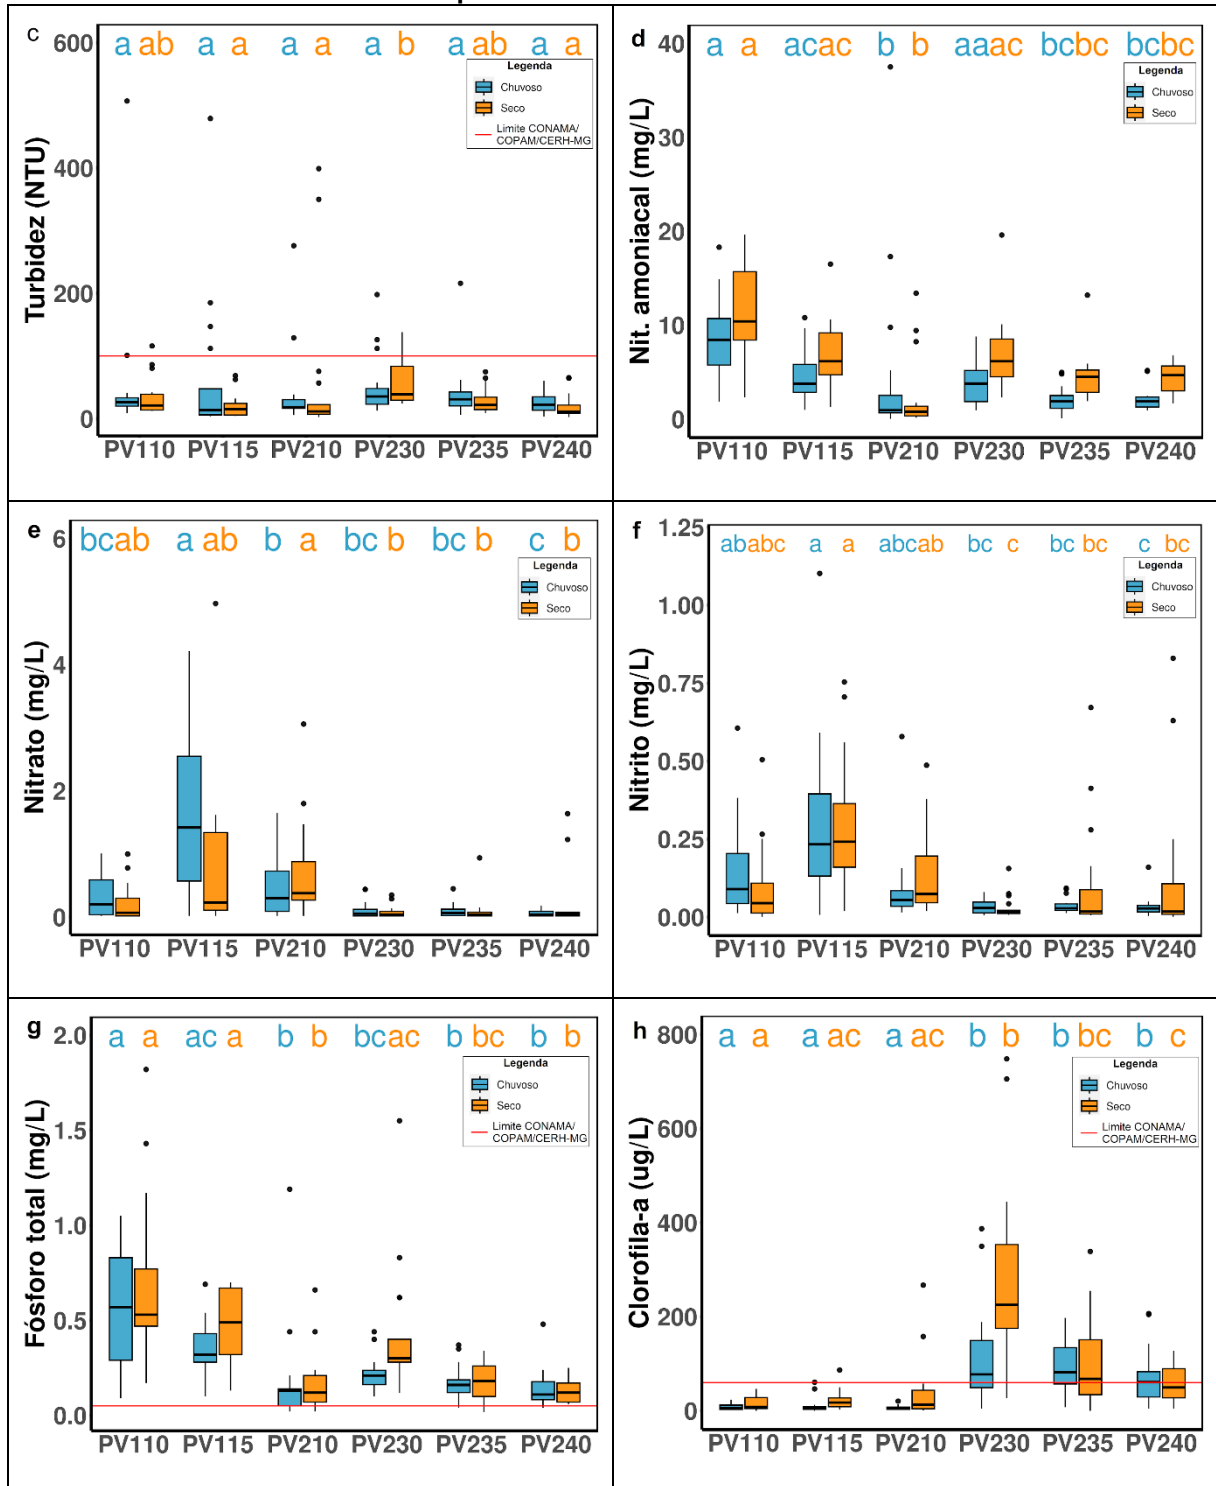 c
600
400
200
0
Turbidez (NTU)
a ab a a a a a b a ab a a
Legenda
Chuvoso
Seco
Limite CONAMA/
COPAM/CERH-MG
PV110 PV115 PV210 PV230 PV235 PV240
d
40
30
20
10
0
Nit. amoniacal (mg/L)
a a acac b b aaac bcbc bcbc
Legenda
Chuvoso
Seco
PV110 PV115 PV210 PV230 PV235 PV240
e
6
4
2
0
Nitrato (mg/L)
bcab a ab b a bc b bc b c b
Legenda
Chuvoso
Seco
PV110 PV115 PV210 PV230 PV235 PV240
f
1.25
1.00
0.75
0.50
0.25
0.00
Nitrito (mg/L)
ababc a a abcab bc c bc bc c bc
Legenda
Chuvoso
Seco
PV110 PV115 PV210 PV230 PV235 PV240
g
2.0
1.5
1.0
0.5
0.0
Fósforo total (mg/L)
a a ac a b b bcac b bc b b
Legenda
Chuvoso
Seco
Limite CONAMA/
COPAM/CERH-MG
PV110 PV115 PV210 PV230 PV235 PV240
h
800
600
400
200
0
Clorofila-a (ug/L)
a a a ac a ac b b b bc b c
Legenda
Chuvoso
Seco
Limite CONAMA/
COPAM/CERH-MG
PV110 PV115 PV210 PV230 PV235 PV240